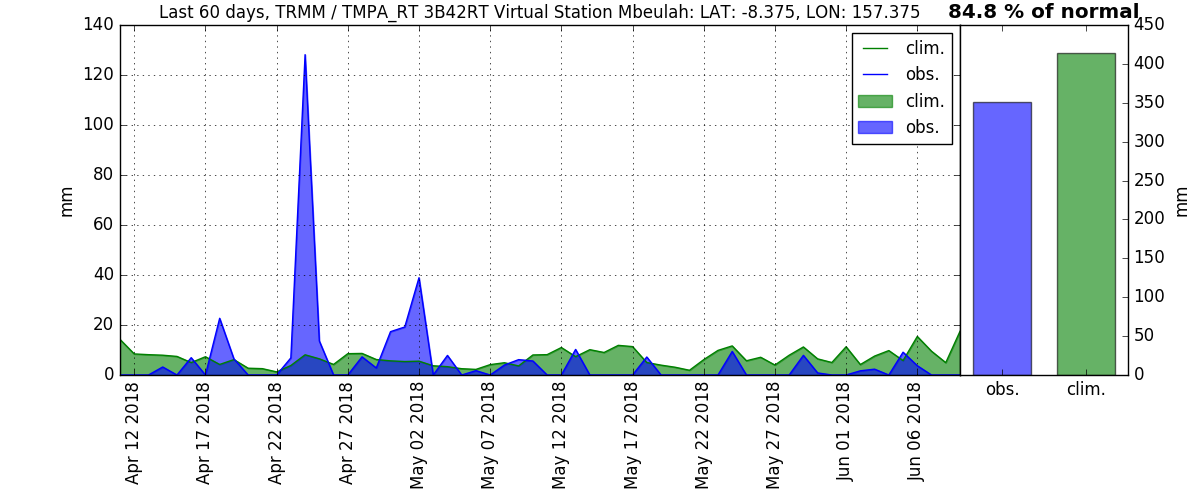 Last 60 days, TRMM / TMPA_RT 3B42RT Virtual Station Mbeulah: LAT: -8.375, LON: 157.375
84.8 % of normal
140
120
100
80
60
40
20
0
mm
clim.
obs.
clim.
obs.
450
400
350
300
250
200
150
100
50
0
mm
Apr 12 2018
Apr 17 2018
Apr 22 2018
Apr 27 2018
May 02 2018
May 07 2018
May 12 2018
May 17 2018
May 22 2018
May 27 2018
Jun 01 2018
Jun 06 2018
obs.
clim.